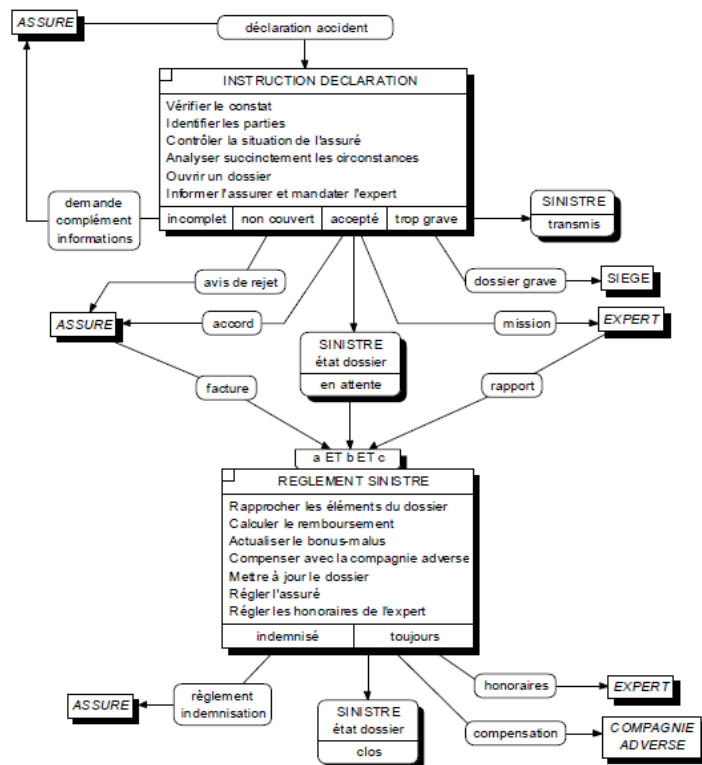 ASSURE
déclaration accident
INSTRUCTION DECLARATION
Vérifier le constat
Identifier les parties
Contrôler la situation de l'assuré
Analyser succinctement les circonstances
Ouvrir un dossier
Informer l'assurer et mandater l'expert
incomplet non couvert accepté trop grave
demande
complément
informations
SINISTRE
transmis
avis de rejet
dossier grave
SIEGE
ASSURE
accord
mission
EXPERT
SINISTRE
état dossier
en attente
facture
rapport
a ET b ET c
REGLEMENT SINISTRE
Rapprocher les éléments du dossier
Calculer le remboursement
Actualiser le bonus-malus
Compenser avec la compagnie adverse
Mettre à jour le dossier
Régler l'assuré
Régler les honoraires de l'expert
indemnisé toujours
ASSURE
règlement
indemnisation
SINISTRE
état dossier
clos
honoraires
EXPERT
compensation
COMPAGNIE
ADVERSE